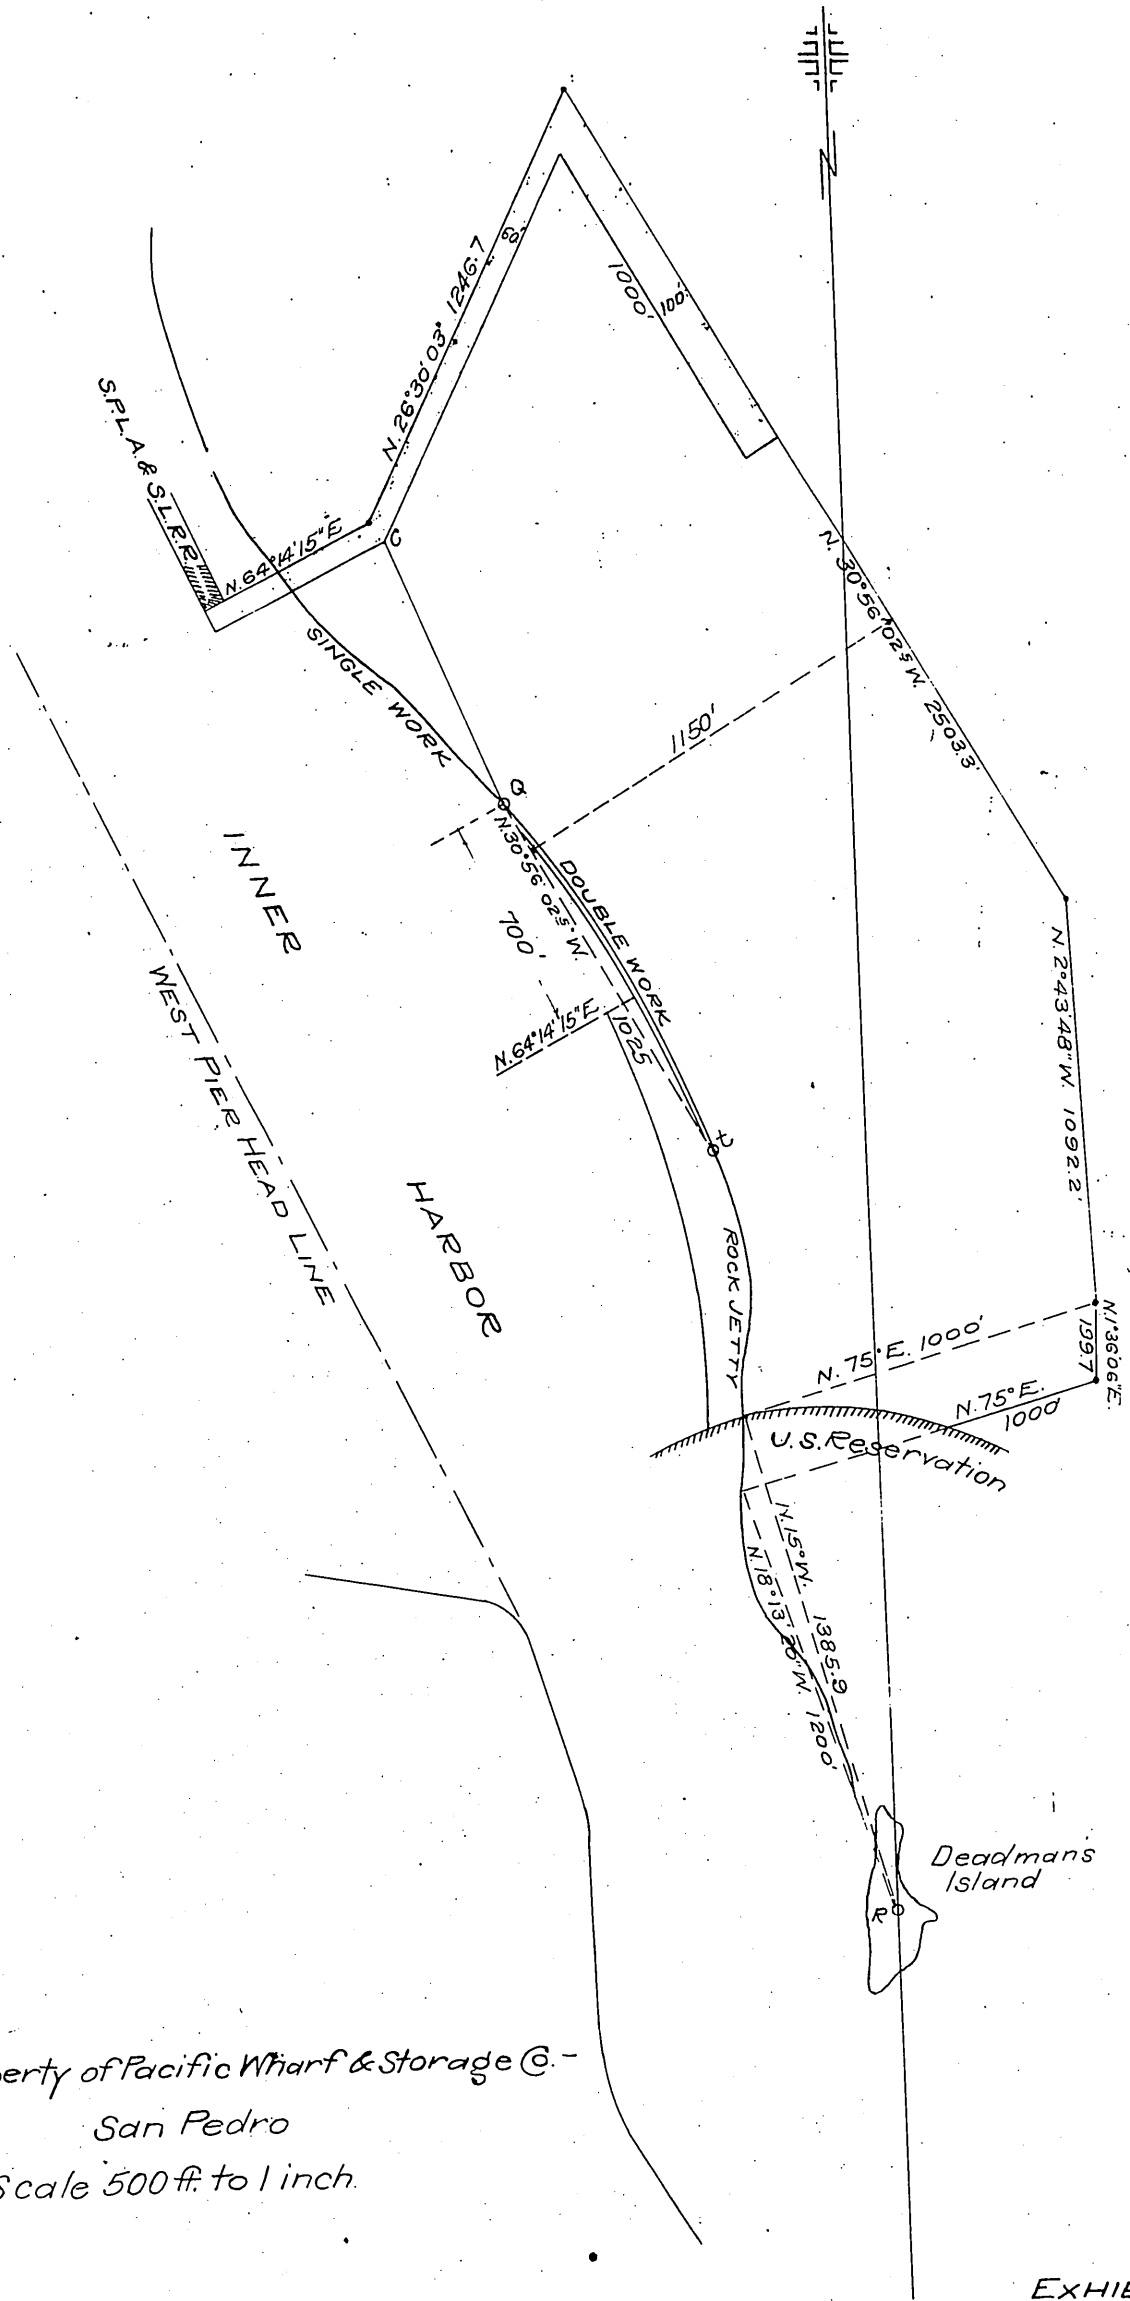 N. 26°30'03" 1246.7
60'
1000'
100'
S.P.L.A. & S.L.R.R.
N. 64°14'15" E
C
SINGLE WORK
N. 30°56'02.5" W. 2503.3'
1150'
Q
N. 30°56'02.5" W.
DOUBLE WORK
INNER
700'
N. 64°14'15" E.
1025
WEST PIER HEAD LINE
N. 2°43'48" W. 1092.2'
t
HARBOR
ROCK JETTY
N. 75° E. 1000'
N. 1°36'06" E.
199.7
N. 75° E.
1000
U.S. Reservation
N. 15° W. 1385.9
N. 18°13'26" W. 1200'
Deadman's
Island
R
erty of Pacific Wharf & Storage Co. -
San Pedro
Scale 500 ft. to 1 inch.
EXHIB